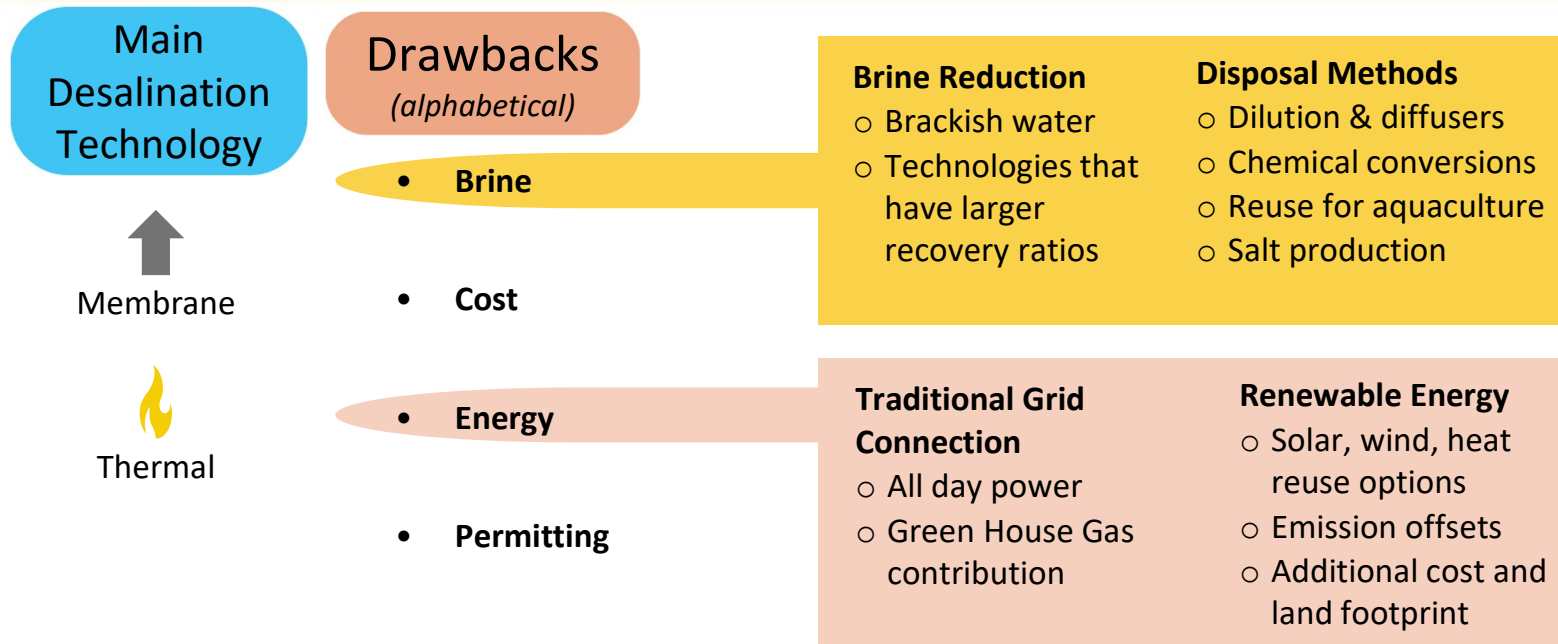 Main
Desalination
Technology
Membrane
Thermal
Drawbacks
(alphabetical)
• Brine
• Cost
• Energy
• Permitting
Brine Reduction
o Brackish water
o Technologies that
have larger
recovery ratios
Disposal Methods
o Dilution & diffusers
o Chemical conversions
o Reuse for aquaculture
o Salt production
Traditional Grid
Connection
o All day power
o Green House Gas
contribution
Renewable Energy
o Solar, wind, heat
reuse options
o Emission offsets
o Additional cost and
land footprint